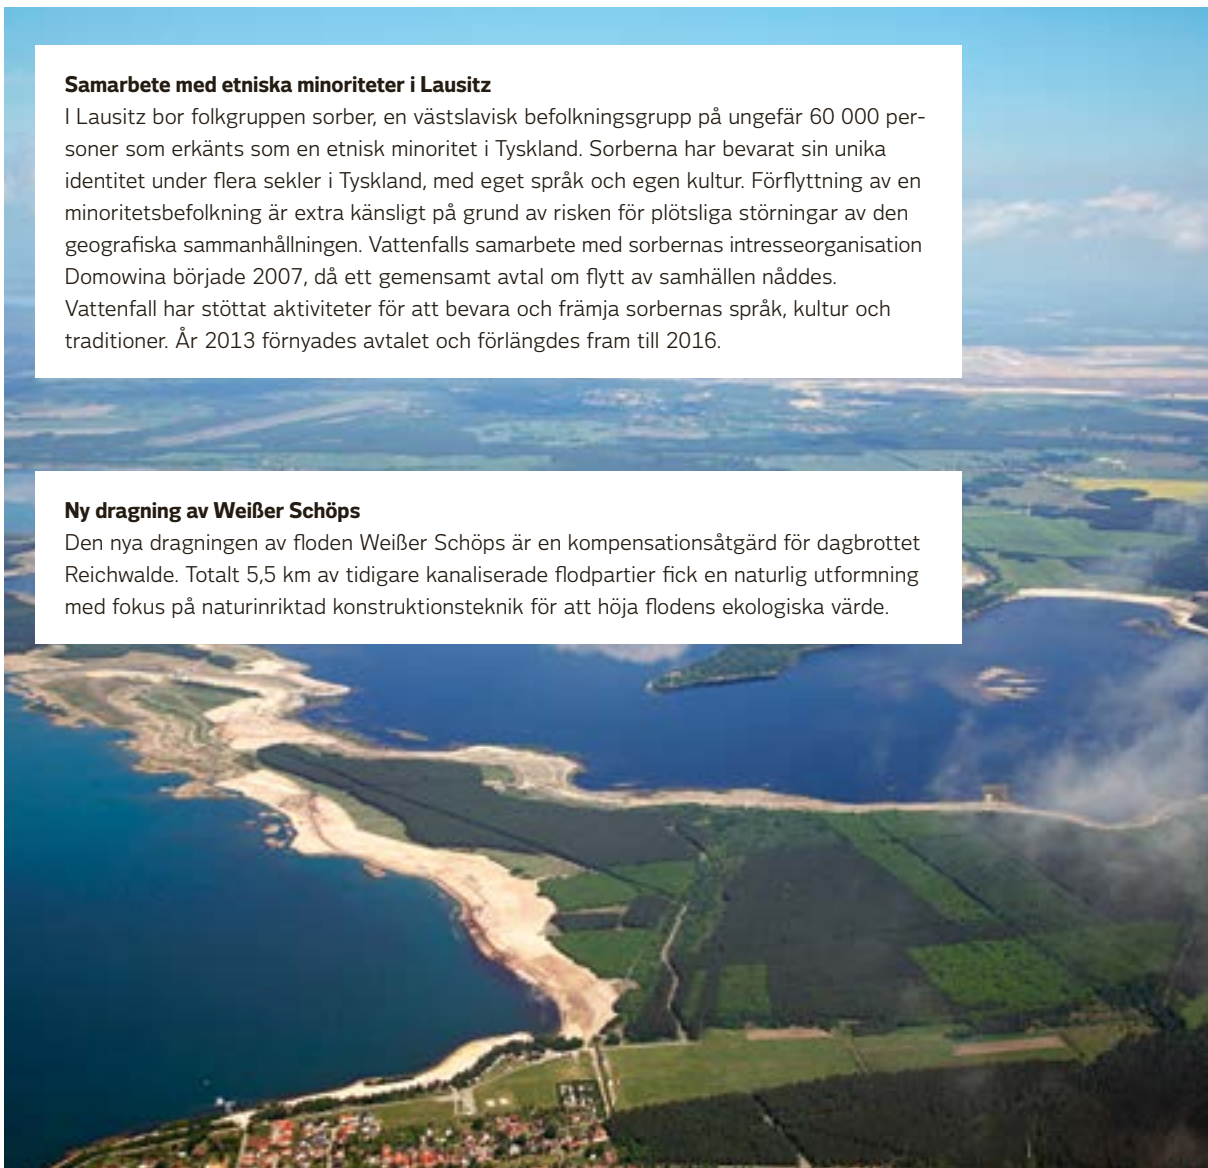 Samarbete med etniska minoriteter i Lausitz
I Lausitz bor folkgruppen sorber, en västslavisk befolkningsgrupp på ungefär 60 000 per-
soner som erkänts som en etnisk minoritet i Tyskland. Sorberna har bevarat sin unika
identitet under flera sekler i Tyskland, med eget språk och egen kultur. Förflyttning av en
minoritetsbefolkning är extra känsligt på grund av risken för plötsliga störningar av den
geografiska sammanhållningen. Vattenfalls samarbete med sorbernas intresseorganisation
Domowina började 2007, då ett gemensamt avtal om flytt av samhällen nåddes.
Vattenfall har stöttat aktiviteter för att bevara och främja sorbernas språk, kultur och
traditioner. År 2013 förnyades avtalet och förlängdes fram till 2016.
Ny dragning av Weißer Schöps
Den nya dragningen av floden Weißer Schöps är en kompensationsåtgärd för dagbrottet
Reichwalde. Totalt 5,5 km av tidigare kanaliserade flodpartier fick en naturlig utformning
med fokus på naturinriktad konstruktionsteknik för att höja flodens ekologiska värde.